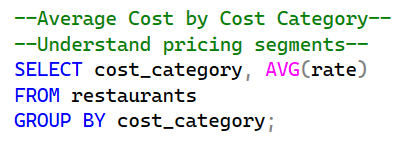 --Average Cost by Cost Category--
--Understand pricing segments--
SELECT cost_category, AVG(rate)
FROM restaurants
GROUP BY cost_category;